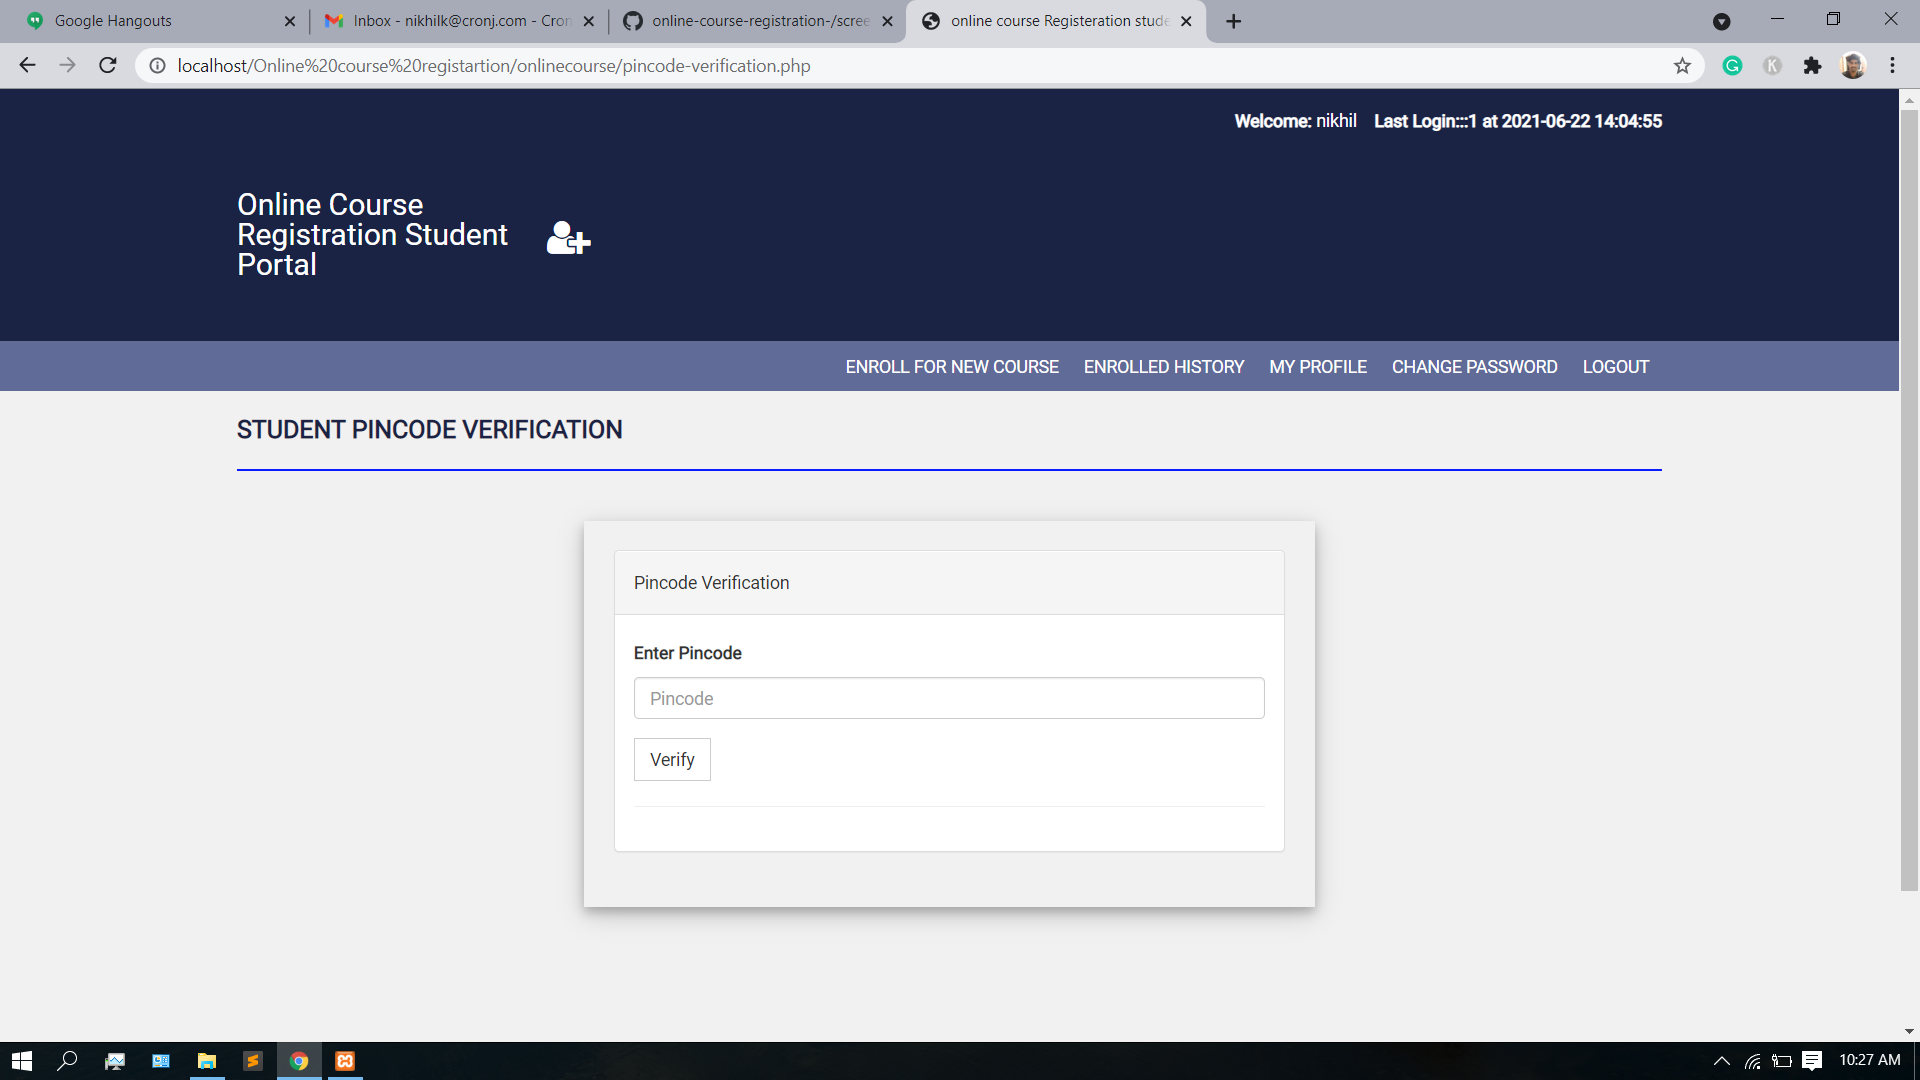 Google Hangouts
Inbox - nikhilk@cronj.com - Cron
online-course-registration-/scree
online course Registeration stude
localhost/Online%20course%20registartion/onlinecourse/pincode-verification.php
Welcome: nikhil Last Login:::1 at 2021-06-22 14:04:55
Online Course
Registration Student
Portal
ENROLL FOR NEW COURSE ENROLLED HISTORY MY PROFILE CHANGE PASSWORD LOGOUT
STUDENT PINCODE VERIFICATION
Pincode Verification
Enter Pincode
Pincode
Verify
10:27 AM